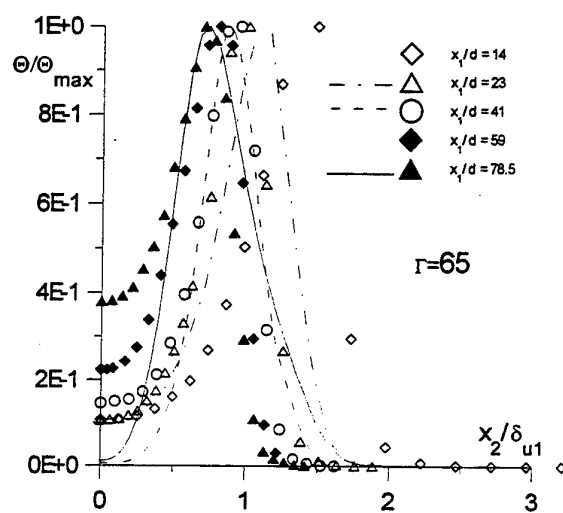 1E+0
Θ/Θmax
8E-1
6E-1
4E-1
2E-1
0E+0
0
1
2
3
x₂/δu1
x₁/d=14
x₁/d=23
x₁/d=41
x₁/d=59
x₁/d=78.5
Γ=65